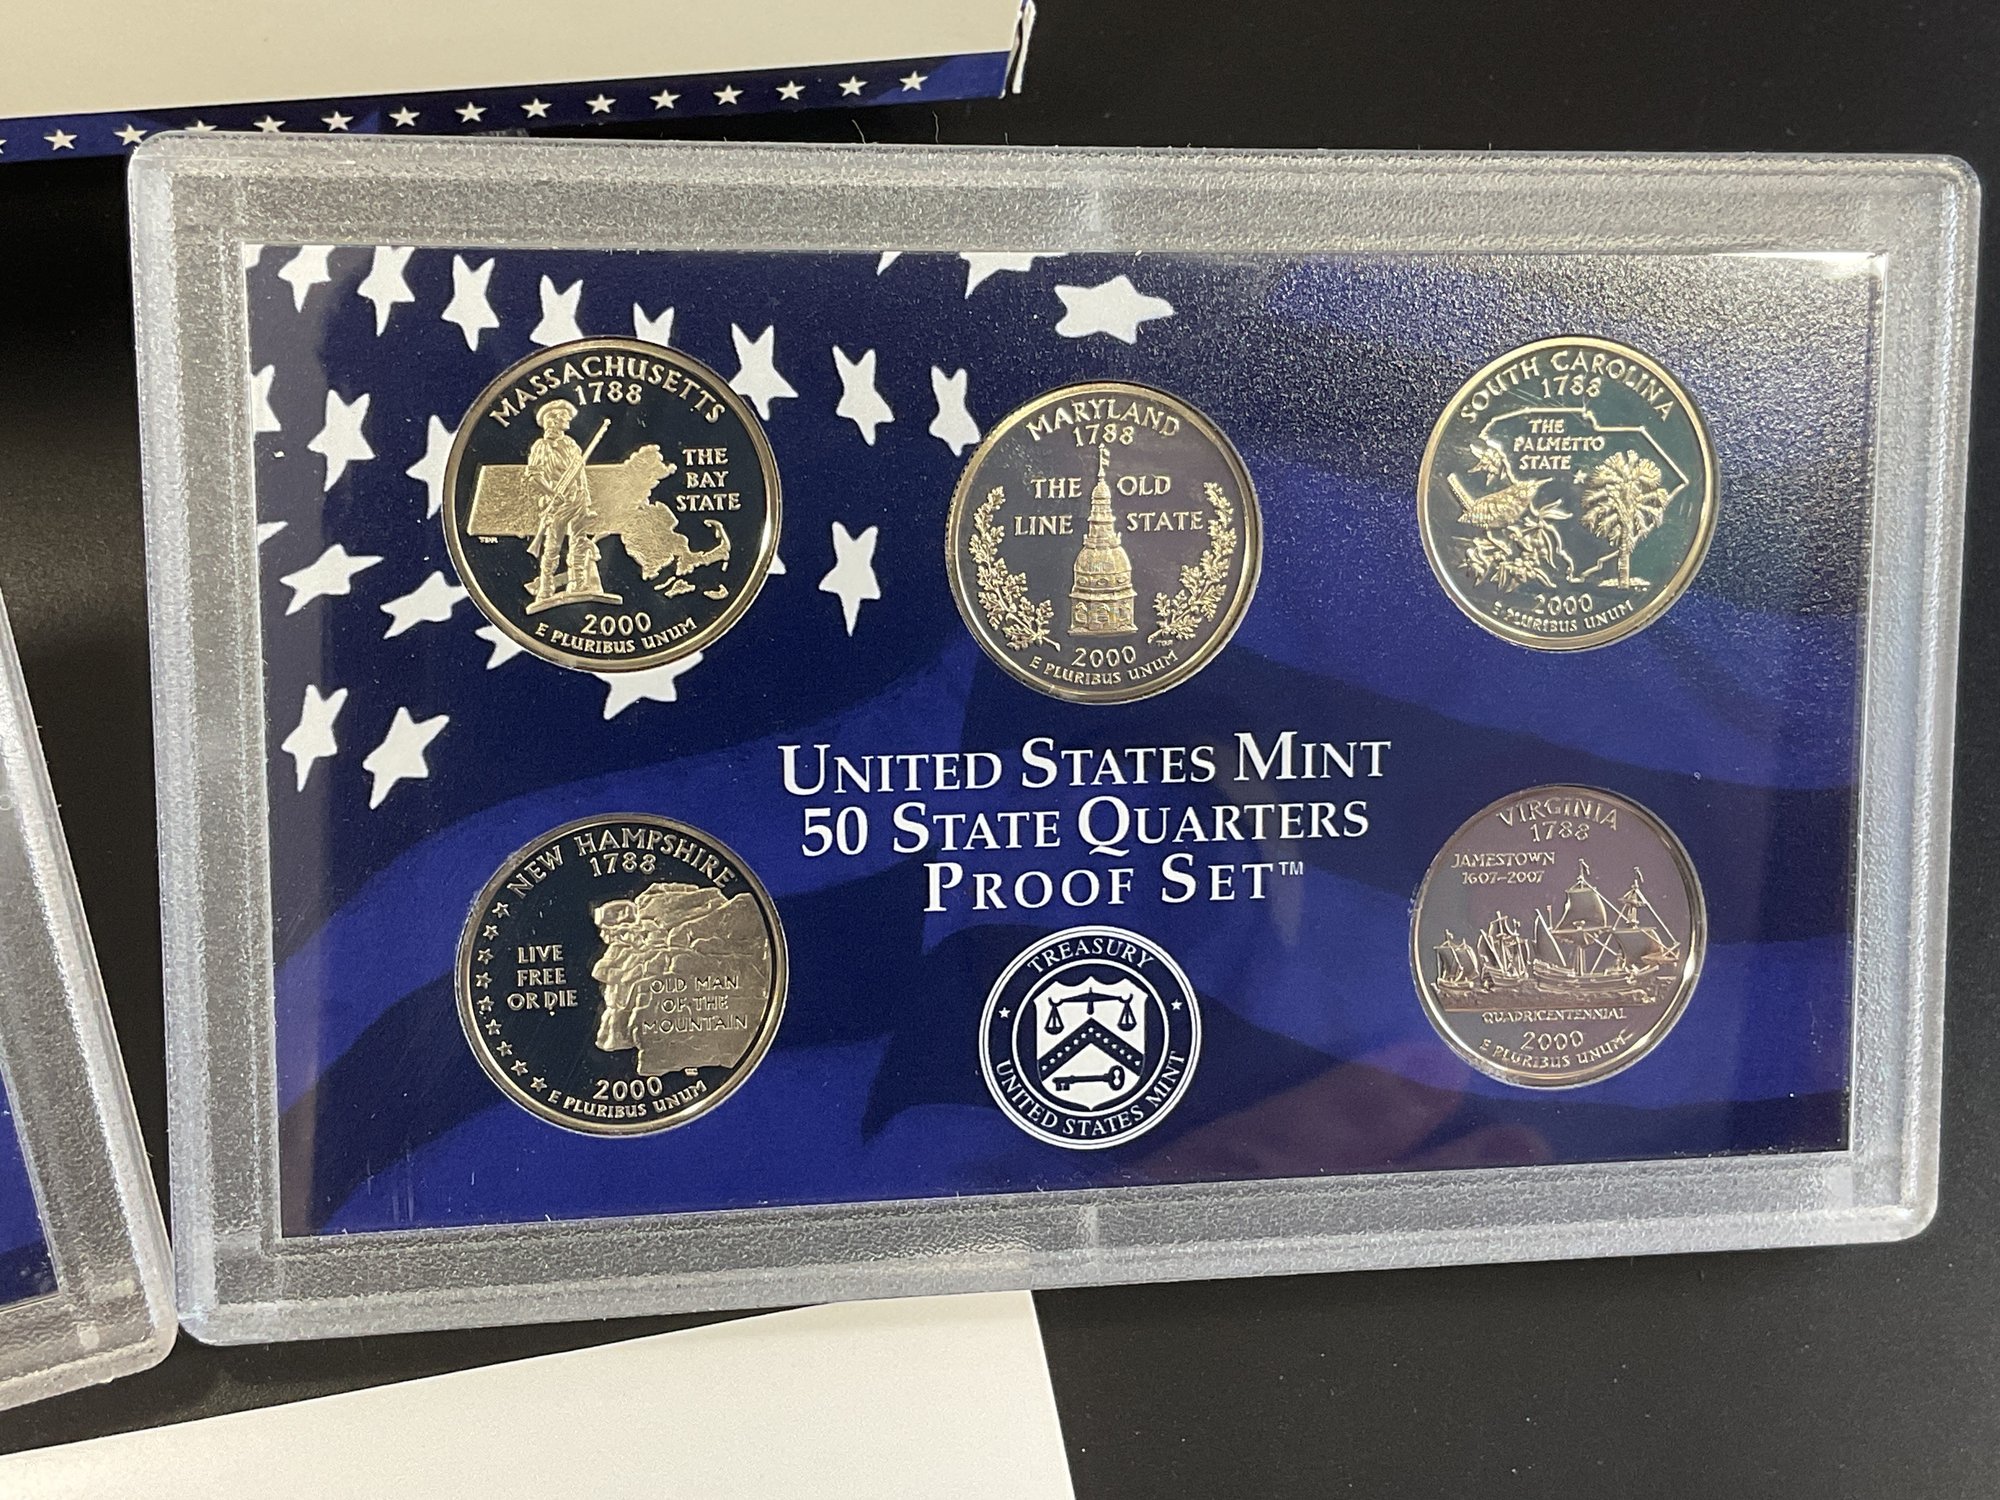 MASSACHUSETTS
1788
THE
BAY
STATE
2000
E PLURIBUS UNUM
MARYLAND
1788
THE OLD
LINE STATE
2000
E PLURIBUS UNUM
SOUTH CAROLINA
1788
THE
PALMETTO
STATE
2000
E PLURIBUS UNUM
UNITED STATES MINT
50 STATE QUARTERS
PROOF SET™
NEW HAMPSHIRE
1788
LIVE
FREE
OR DIE
OLD MAN
OF THE
MOUNTAIN
2000
E PLURIBUS UNUM
TREASURY
UNITED STATES MINT
VIRGINIA
1788
JAMESTOWN
1607-2007
QUADRICENTENNIAL
2000
E PLURIBUS UNUM